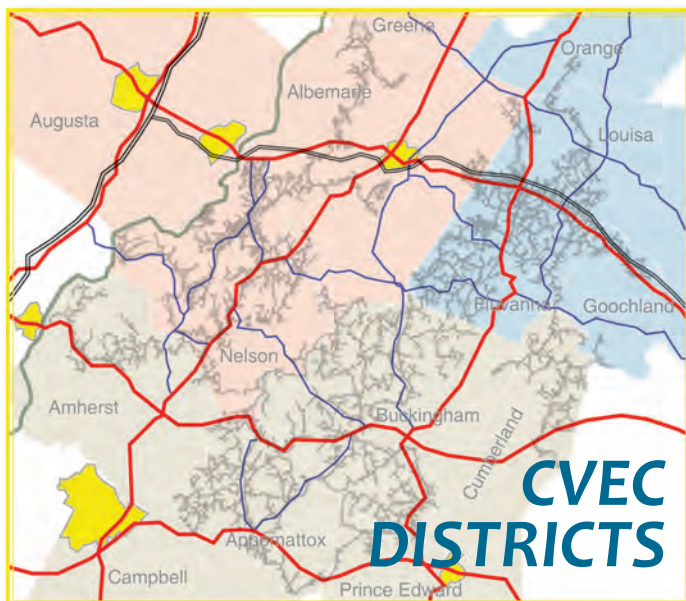 Greene
Orange
Albemarle
Augusta
Louisa
Fluvanna
Goochland
Nelson
Amherst
Buckingham
Cumberland
CVEC
DISTRICTS
Appomattox
Campbell
Prince Edward